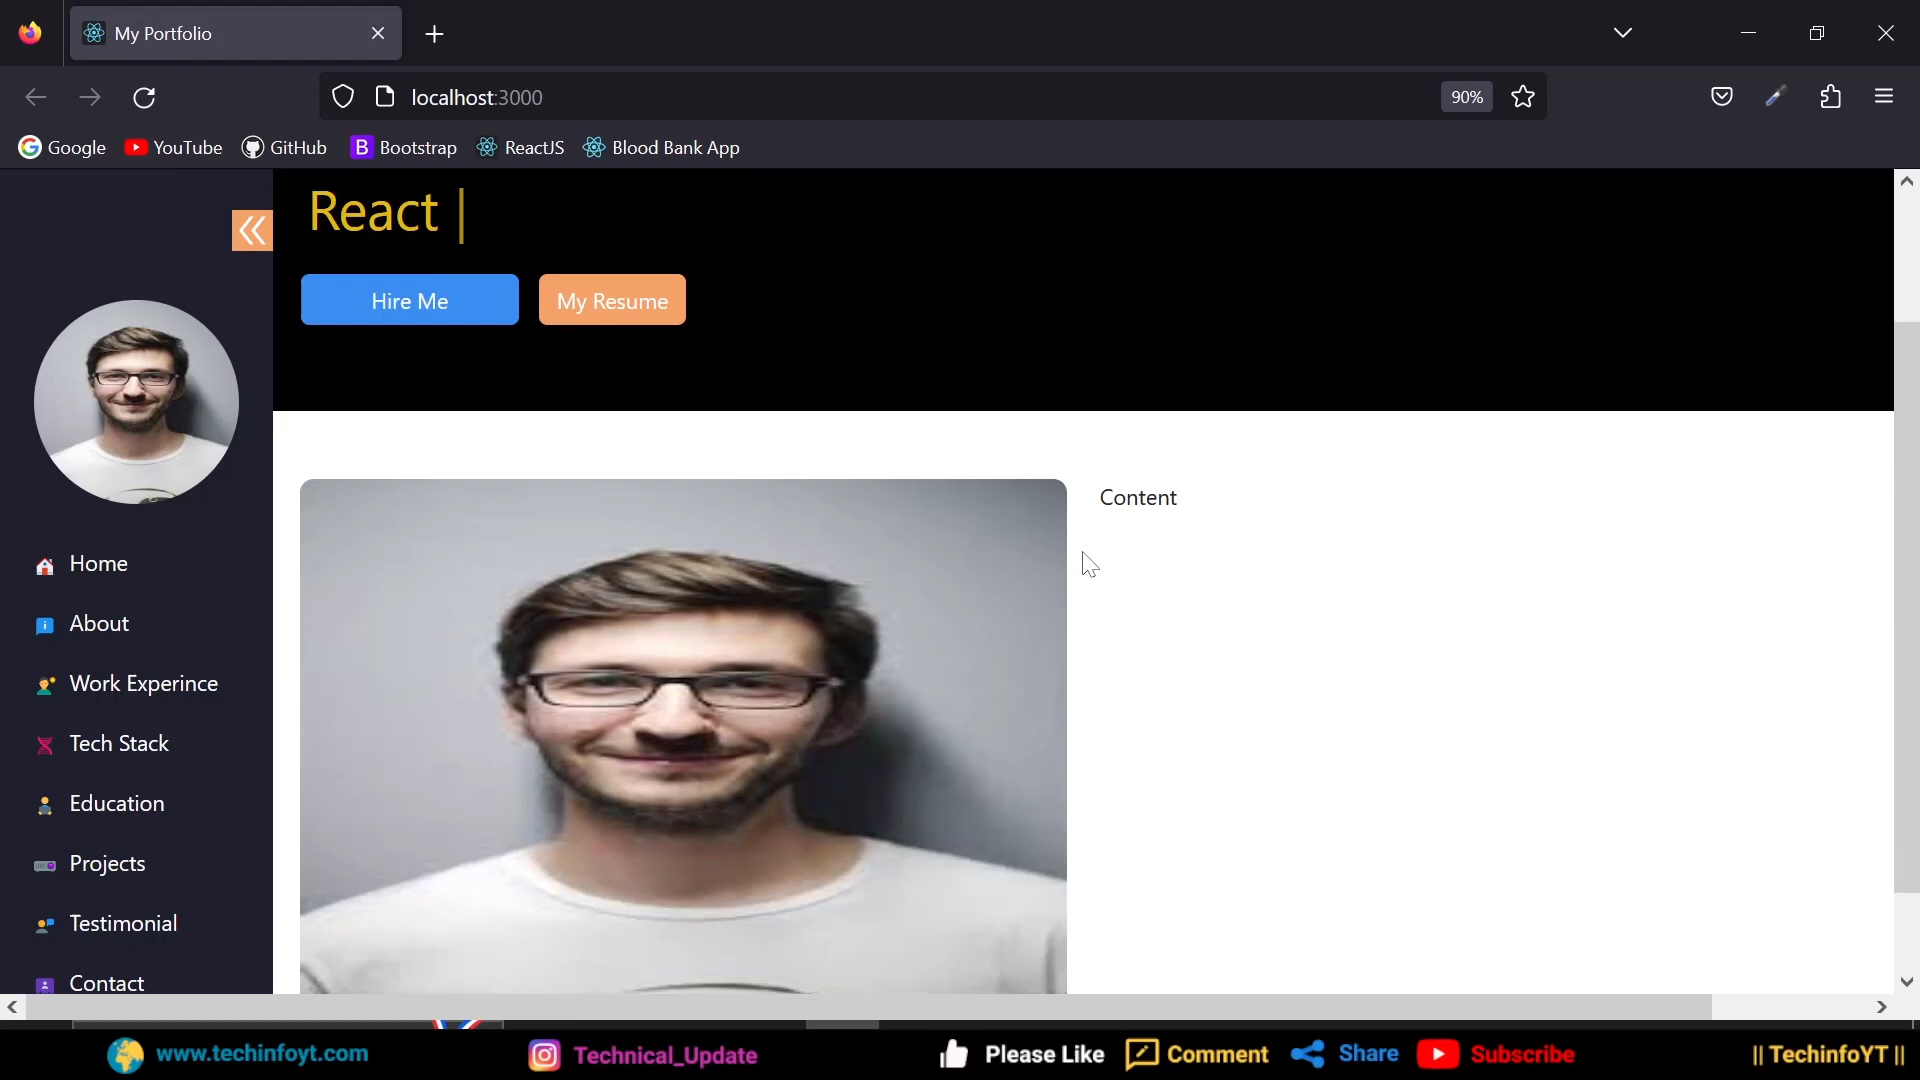 My Portfolio
localhost:3000
90%
Google YouTube GitHub B Bootstrap ReactJS Blood Bank App
React |
Hire Me My Resume
Content
Home
About
Work Experince
Tech Stack
Education
Projects
Testimonial
Contact
www.techinfoyt.com Technical_Update Please Like Comment Share Subscribe || TechinfoYT ||